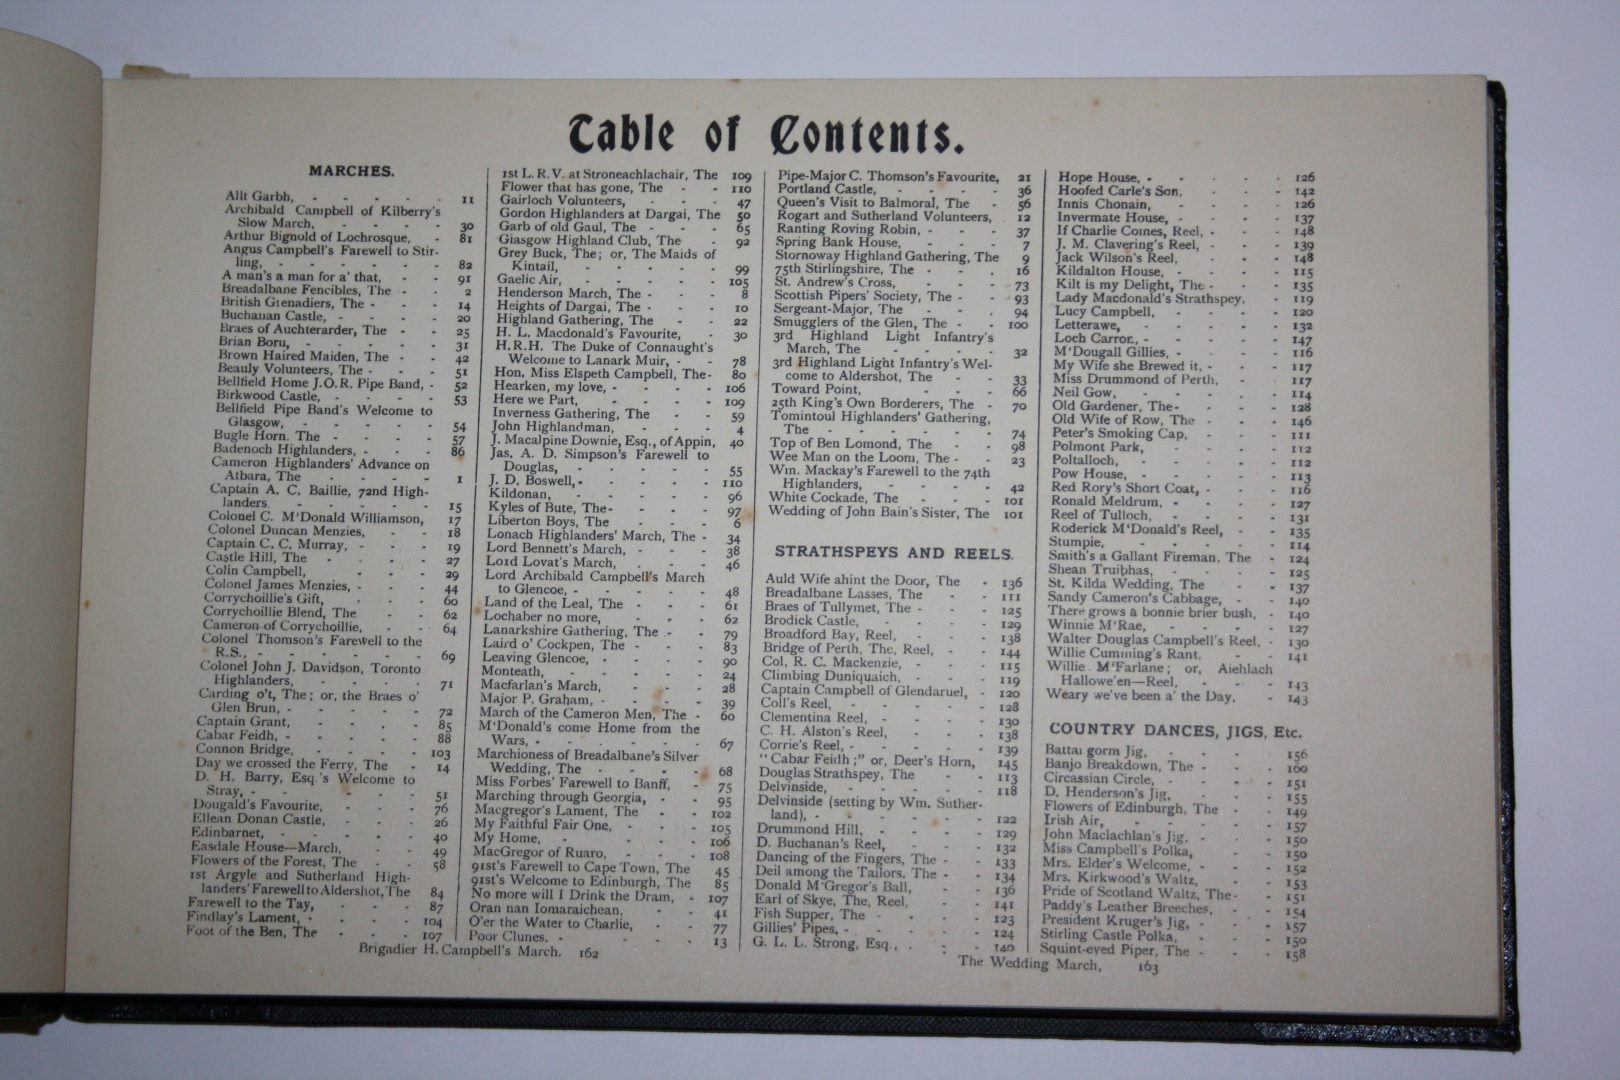 Table of Contents.
MARCHES.
Allt Garbh, - - - - - 11
Archibald Campbell of Kilberry's
Slow March, - - - - 30
Arthur Bignold of Lochrosque, - 81
Angus Campbell's Farewell to Stir-
ling, - - - - - - 82
A man's a man for a' that, - - 91
Breadalbane Fencibles, The - - 2
British Grenadiers, The - - - 14
Buchanan Castle, - - - - 20
Braes of Auchterarder, The - - 25
Brian Boru, - - - - - 31
Brown Haired Maiden, The - - 42
Beauly Volunteers, The - - - 51
Bellfield Home J.O.R. Pipe Band, - 52
Birkwood Castle, - - - - 53
Bellfield Pipe Band's Welcome to
Glasgow, - - - - - 54
Bugle Horn. The - - - - 57
Badenoch Highlanders, - - - 86
Cameron Highlanders' Advance on
Atbara, The - - - - 1
Captain A. C. Baillie, 72nd High-
landers - - - - - 15
Colonel C. M'Donald Williamson, 17
Colonel Duncan Menzies, - - 18
Captain C. C. Murray, - - - 19
Castle Hill, The - - - - 27
Colin Campbell, - - - - 29
Colonel James Menzies, - - - 44
Corrychoillie's Gift, - - - 60
Corrychoillie Blend, The - - 62
Cameron of Corrychoillie, - - 64
Colonel Thomson's Farewell to the
R.S., - - - - - - 69
Colonel John J. Davidson, Toronto
Highlanders, - - - - 71
Carding o't, The; or, the Braes o'
Glen Brun, - - - - - 72
Captain Grant, - - - - 85
Cabar Feidh, - - - - - 88
Connon Bridge, - - - - 103
Day we crossed the Ferry, The - 14
D. H. Barry, Esq.'s Welcome to
Stray, - - - - - 51
Dougald's Favourite, - - - 76
Ellean Donan Castle, - - - 26
Edinbarnet, - - - - - 40
Easdale House—March, - - 49
Flowers of the Forest, The - - 58
1st Argyle and Sutherland High-
landers' Farewell to Aldershot, The 84
Farewell to the Tay, - - - 87
Findlay's Lament, - - - - 104
Foot of the Ben, The - - - 107
1st L. R. V. at Stroneachlachair, The 109
Flower that has gone, The - - 110
Gairloch Volunteers, - - - 47
Gordon Highlanders at Dargai, The 50
Garb of old Gaul, The - - - 65
Glasgow Highland Club, The - 92
Grey Buck, The; or, The Maids of
Kintail, - - - - - 99
Gaelic Air, - - - - - 105
Henderson March, The - - - 8
Heights of Dargai, The - - - 10
Highland Gathering, The - - 22
H. L. Macdonald's Favourite, - 30
H.R.H. The Duke of Connaught's
Welcome to Lanark Muir, - - 78
Hon. Miss Elspeth Campbell, The- 80
Hearken, my love, - - - - 106
Here we Part, - - - - 109
Inverness Gathering, The - - 59
John Highlandman, - - - 4
J. Macalpine Downie, Esq., of Appin, 40
Jas. A. D. Simpson's Farewell to
Douglas, - - - - - 55
J. D. Boswell, - - - - - 110
Kildonan, - - - - - 96
Kyles of Bute, The- - - - 97
Liberton Boys, The - - - 6
Lonach Highlanders' March, The - 34
Lord Bennett's March, - - - 38
Lord Lovat's March, - - - 46
Lord Archibald Campbell's March
to Glencoe, - - - - - 48
Land of the Leal, The - - - 61
Lochaber no more, - - - 62
Lanarkshire Gathering, The - - 79
Laird o' Cockpen, The - - - 83
Leaving Glencoe, - - - - 90
Monteath, - - - - - 24
Macfarlan's March, - - - 28
Major P. Graham, - - - - 39
March of the Cameron Men, The - 60
M'Donald's come Home from the
Wars, - - - - - - 67
Marchioness of Breadalbane's Silver
Wedding, The - - - - 68
Miss Forbes' Farewell to Banff, - 75
Marching through Georgia, - - 95
Macgregor's Lament, The - - 102
My Faithful Fair One, - - - 105
My Home, - - - - - 106
MacGregor of Ruaro, - - - 108
91st's Farewell to Cape Town, The 45
91st's Welcome to Edinburgh, The 85
No more will I Drink the Dram, - 107
Oran nan Iomaraichean, - - 41
O'er the Water to Charlie, - - 77
Poor Clunes, - - - - 13
Pipe-Major C. Thomson's Favourite, 21
Portland Castle, - - - - 36
Queen's Visit to Balmoral, The - 56
Rogart and Sutherland Volunteers, 12
Ranting Roving Robin, - - - 37
Spring Bank House, - - - 7
Stornoway Highland Gathering, The 9
75th Stirlingshire, The - - - 16
St. Andrew's Cross, - - - 73
Scottish Pipers' Society, The - - 93
Sergeant-Major, The - - - 94
Smugglers of the Glen, The - - 100
3rd Highland Light Infantry's
March, The - - - - 32
3rd Highland Light Infantry's Wel-
come to Aldershot, The - - 33
Toward Point, - - - - 66
25th King's Own Borderers, The - 70
Tomintoul Highlanders' Gathering,
The - - - - - - 74
Top of Ben Lomond, The - - 98
Wee Man on the Loom, The - - 23
Wm. Mackay's Farewell to the 74th
Highlanders, - - - - 42
White Cockade, The - - - 101
Wedding of John Bain's Sister, The 101
STRATHSPEYS AND REELS.
Auld Wife ahint the Door, The - 136
Breadalbane Lasses, The - - 111
Braes of Tullymet, The - - - 125
Brodick Castle, - - - - 129
Broadford Bay, Reel, - - - 138
Bridge of Perth, The, Reel, - - 144
Col. R. C. Mackenzie, - - - 115
Climbing Duniquaich, - - - 119
Captain Campbell of Glendaruel, - 120
Coll's Reel, - - - - - 128
Clementina Reel, - - - - 130
C. H. Alston's Reel, - - - 138
Corrie's Reel, - - - - - 139
"Cabar Feidh;" or, Deer's Horn, 145
Douglas Strathspey, The - - 113
Delvinside, - - - - - 118
Delvinside (setting by Wm. Suther-
land), - - - - - - 122
Drummond Hill, - - - - 129
D. Buchanan's Reel, - - - 132
Dancing of the Fingers, The - - 133
Deil among the Tailors, The - - 134
Donald M'Gregor's Ball, - - 136
Earl of Skye, The, Reel, - - 141
Fish Supper, The - - - - 123
Gillies' Pipes, - - - - - 124
G. L. L. Strong, Esq., - - - 140
Hope House, - - - - - 126
Hoofed Carle's Son, - - - 142
Innis Chonain, - - - - 126
Invermate House, - - - - 137
If Charlie Comes, Reel, - - - 148
J. M. Clavering's Reel, - - - 139
Jack Wilson's Reel, - - - 148
Kildalton House, - - - - 115
Kilt is my Delight, The - - - 135
Lady Macdonald's Strathspey. - 119
Lucy Campbell, - - - - 120
Letterawe, - - - - - 132
Loch Carron, - - - - - 147
M'Dougall Gillies, - - - - 116
My Wife she Brewed it, - - - 117
Miss Drummond of Perth, - - 117
Neil Gow, - - - - - 114
Old Gardener, The- - - - 128
Old Wife of Row, The - - - 146
Peter's Smoking Cap, - - - 111
Polmont Park, - - - - 112
Poltalloch, - - - - - 112
Pow House, - - - - - 113
Red Rory's Short Coat, - - - 116
Ronald Meldrum, - - - - 127
Reel of Tulloch, - - - - 131
Roderick M'Donald's Reel, - - 135
Stumpie, - - - - - 114
Smith's a Gallant Fireman, The - 124
Shean Truibhas, - - - - 125
St. Kilda Wedding, The - - - 137
Sandy Cameron's Cabbage, - - 140
There grows a bonnie brier bush, - 140
Winnie M'Rae, - - - - 127
Walter Douglas Campbell's Reel, - 130
Willie Cumming's Rant, - - 141
Willie M'Farlane; or, Aiehlach
Hallowe'en—Reel, - - - 143
Weary we've been a' the Day, - 143
COUNTRY DANCES, JIGS, Etc.
Battai gorm Jig, - - - - 156
Banjo Breakdown, The - - - 160
Circassian Circle, - - - - 151
D. Henderson's Jig, - - - 155
Flowers of Edinburgh, The - - 149
Irish Air, - - - - - 157
John Maclachlan's Jig, - - - 150
Miss Campbell's Polka, - - - 150
Mrs. Elder's Welcome, - - - 152
Mrs. Kirkwood's Waltz, - - 153
Pride of Scotland Waltz, The- - 151
Paddy's Leather Breeches, - - 154
President Kruger's Jig, - - - 157
Stirling Castle Polka, - - - 150
Squint-eyed Piper, The - - - 158
Brigadier H. Campbell's March. 162
The Wedding March, 163